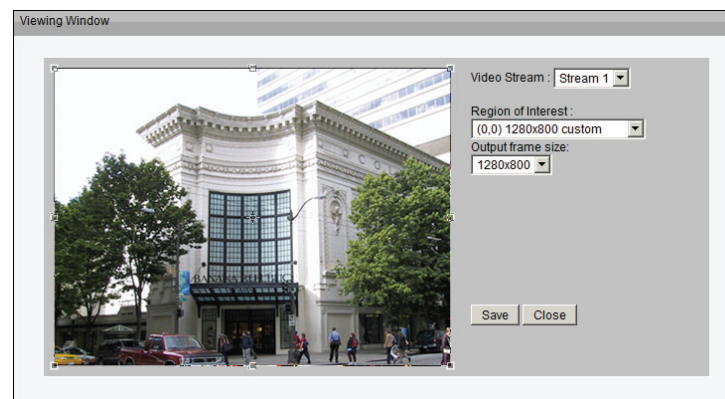 Viewing Window
Video Stream : Stream 1
Region of Interest :
(0,0) 1280x800 custom
Output frame size:
1280x800
Save Close